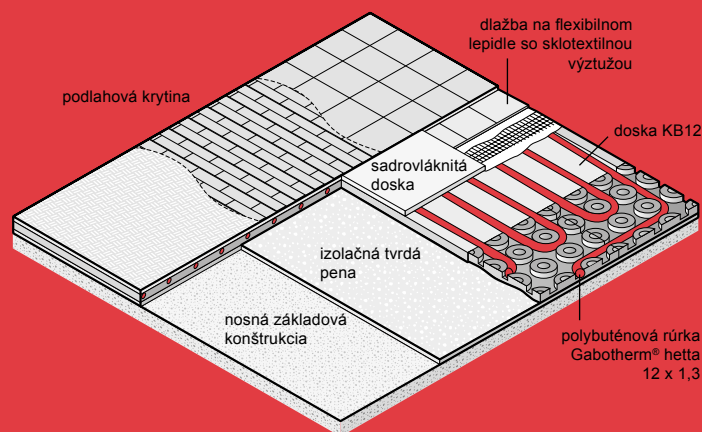 dlažba na flexibilnom
lepidle so sklotextilnou
výztužou
podlahová krytina
doska KB12
sadrovláknitá
doska
izolačná tvrdá
pena
nosná základová
konštrukcia
polybuténová rúrka
Gabotherm® hetta
12 x 1,3